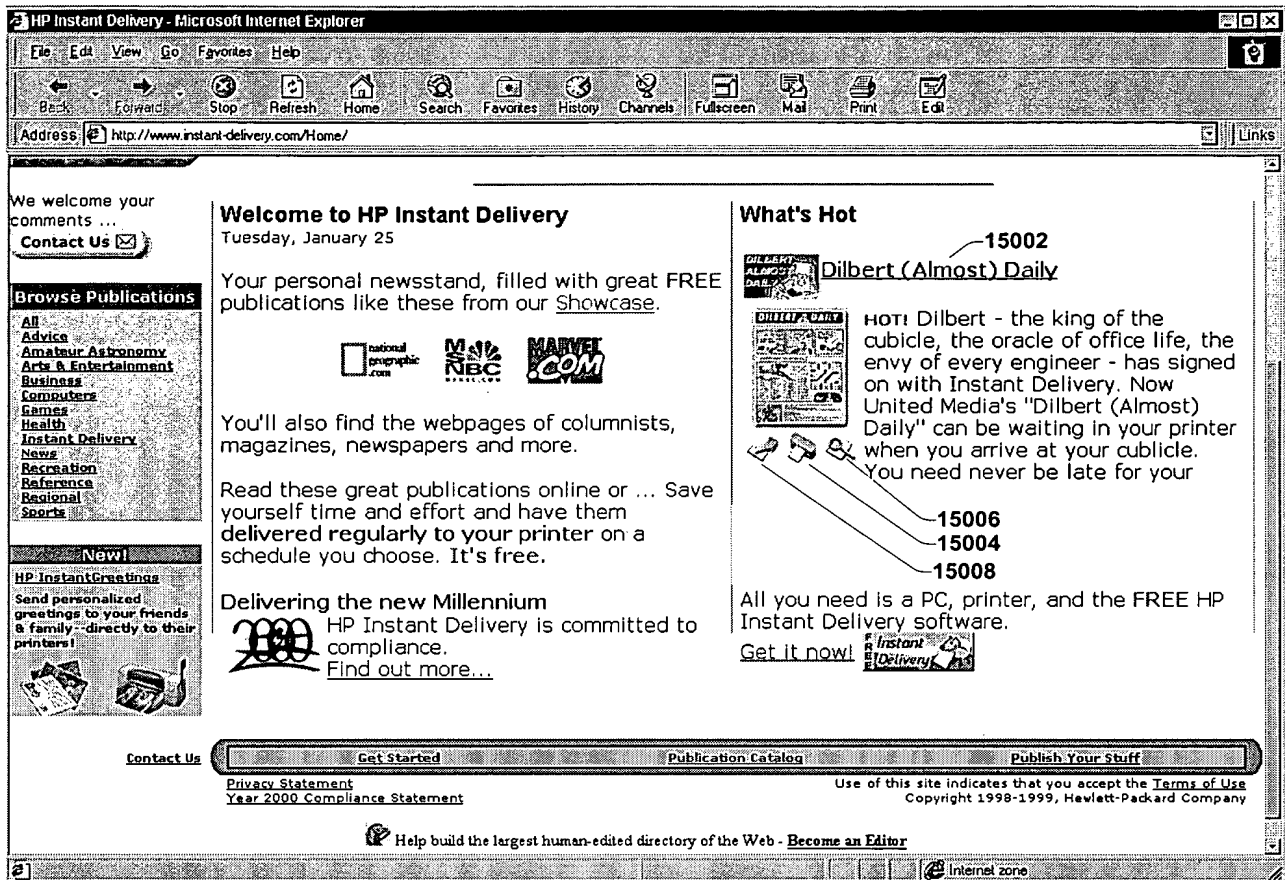 HP Instant Delivery - Microsoft Internet Explorer
File Edit View Go Favorites Help
Back Forward Stop Refresh Home Search Favorites History Channels Fullscreen Mail Print Edit
Address http://www.instant-delivery.com/Home/ Links
We welcome your
comments ...
Contact Us
Browse Publications
All
Advice
Amateur Astronomy
Arts & Entertainment
Business
Computers
Games
Health
Instant Delivery
News
Recreation
Reference
Regional
Sports
New!
HP InstantGreetings
Send personalized
greetings to your friends
& family--directly to their
printers!
Welcome to HP Instant Delivery
Tuesday, January 25
Your personal newsstand, filled with great FREE
publications like these from our Showcase.
national
geographic
.com
MSNBC
MARVEL
.COM
You'll also find the webpages of columnists,
magazines, newspapers and more.
Read these great publications online or ... Save
yourself time and effort and have them
delivered regularly to your printer on a
schedule you choose. It's free.
Delivering the new Millennium
2000
HP Instant Delivery is committed to
compliance.
Find out more...
What's Hot
15002
DILBERT
ALMOST
DAILY
Dilbert (Almost) Daily
HOT! Dilbert - the king of the
cubicle, the oracle of office life, the
envy of every engineer - has signed
on with Instant Delivery. Now
United Media's "Dilbert (Almost)
Daily" can be waiting in your printer
when you arrive at your cublicle.
You need never be late for your
15006
15004
15008
All you need is a PC, printer, and the FREE HP
Instant Delivery software.
Get it now!
FREE
Instant
Delivery
Contact Us
Get Started Publication Catalog Publish Your Stuff
Privacy Statement
Year 2000 Compliance Statement
Use of this site indicates that you accept the Terms of Use
Copyright 1998-1999, Hewlett-Packard Company
Help build the largest human-edited directory of the Web - Become an Editor
Internet zone